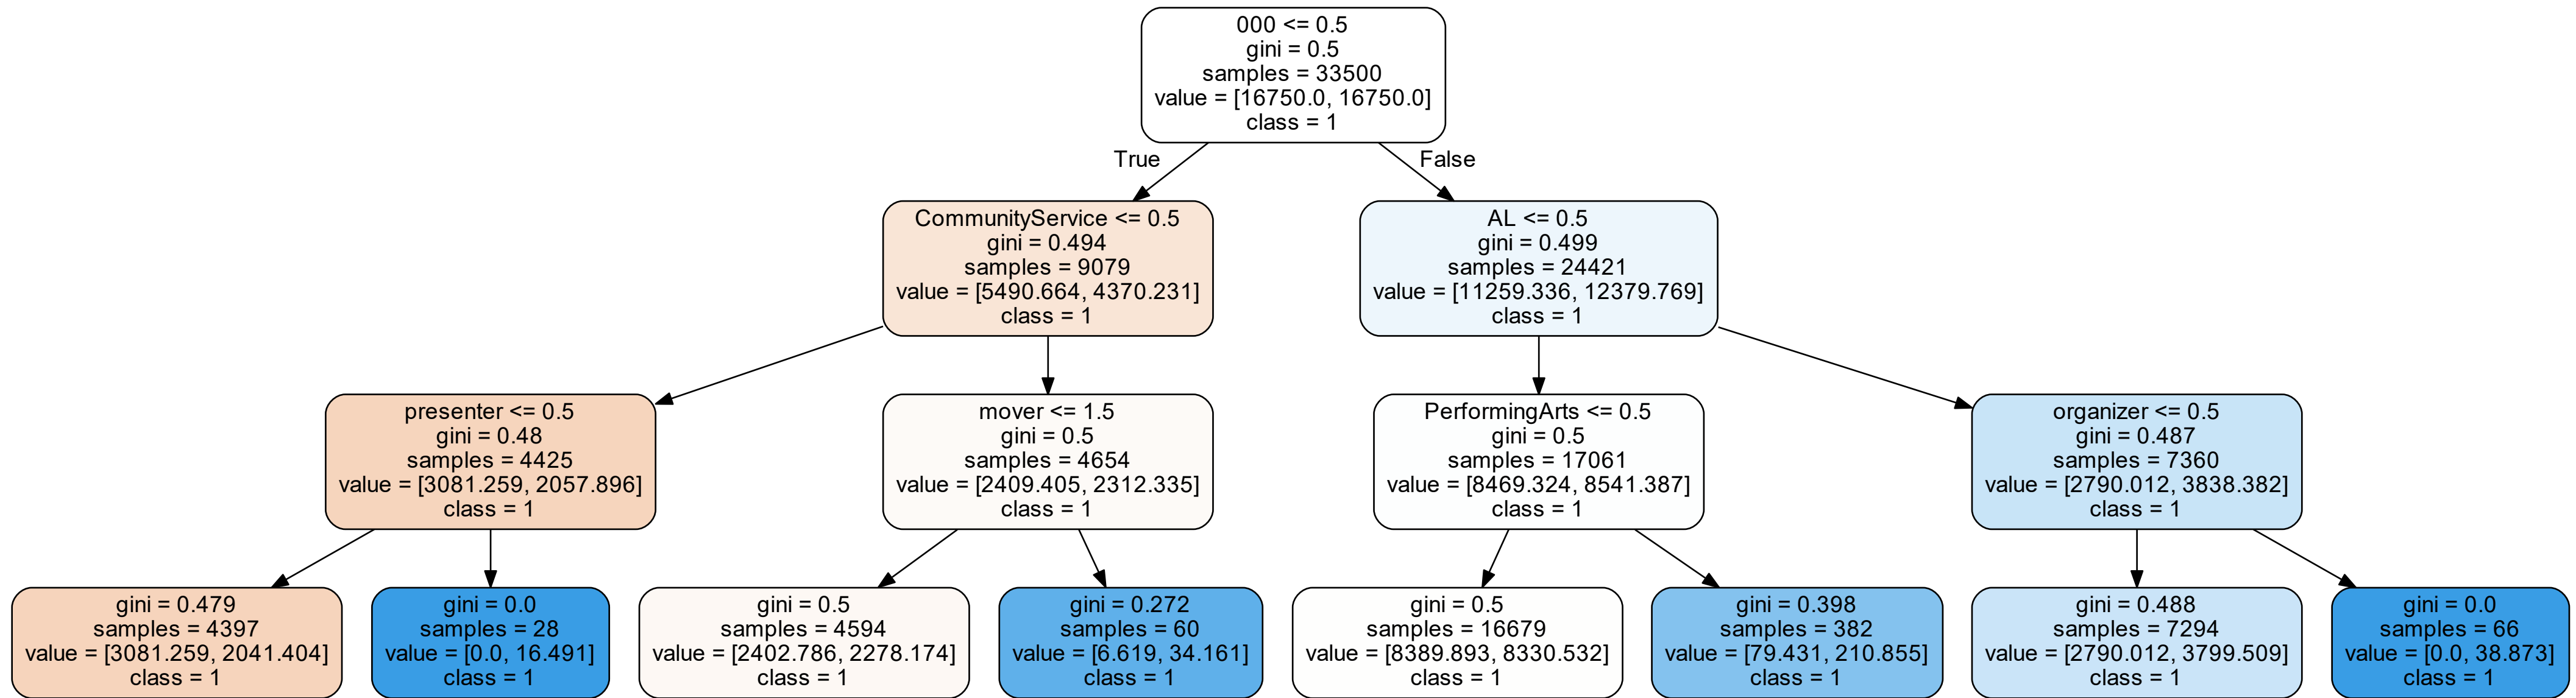 000 <= 0.5
gini = 0.5
samples = 33500
value = [16750.0, 16750.0]
class = 1
True
False
CommunityService <= 0.5
gini = 0.494
samples = 9079
value = [5490.664, 4370.231]
class = 1
AL <= 0.5
gini = 0.499
samples = 24421
value = [11259.336, 12379.769]
class = 1
presenter <= 0.5
gini = 0.48
samples = 4425
value = [3081.259, 2057.896]
class = 1
mover <= 1.5
gini = 0.5
samples = 4654
value = [2409.405, 2312.335]
class = 1
PerformingArts <= 0.5
gini = 0.5
samples = 17061
value = [8469.324, 8541.387]
class = 1
organizer <= 0.5
gini = 0.487
samples = 7360
value = [2790.012, 3838.382]
class = 1
gini = 0.479
samples = 4397
value = [3081.259, 2041.404]
class = 1
gini = 0.0
samples = 28
value = [0.0, 16.491]
class = 1
gini = 0.5
samples = 4594
value = [2402.786, 2278.174]
class = 1
gini = 0.272
samples = 60
value = [6.619, 34.161]
class = 1
gini = 0.5
samples = 16679
value = [8389.893, 8330.532]
class = 1
gini = 0.398
samples = 382
value = [79.431, 210.855]
class = 1
gini = 0.488
samples = 7294
value = [2790.012, 3799.509]
class = 1
gini = 0.0
samples = 66
value = [0.0, 38.873]
class = 1